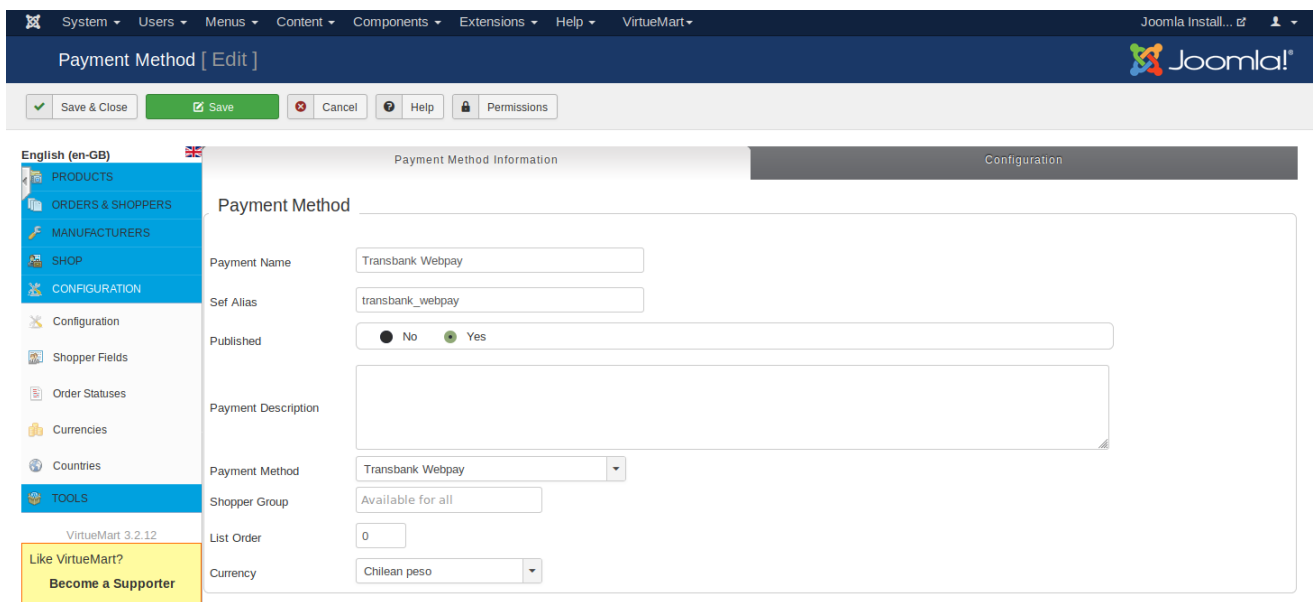 System Users Menus Content Components Extensions Help VirtueMart Joomla Install...
Payment Method [ Edit ] Joomla!®
Save & Close Save Cancel Help Permissions
English (en-GB) Payment Method Information Configuration
PRODUCTS
ORDERS & SHOPPERS
MANUFACTURERS
SHOP
CONFIGURATION
Configuration
Shopper Fields
Order Statuses
Currencies
Countries
TOOLS
VirtueMart 3.2.12
Like VirtueMart?
Become a Supporter
Payment Method
Payment Name Transbank Webpay
Sef Alias transbank_webpay
Published No Yes
Payment Description
Payment Method Transbank Webpay
Shopper Group Available for all
List Order 0
Currency Chilean peso